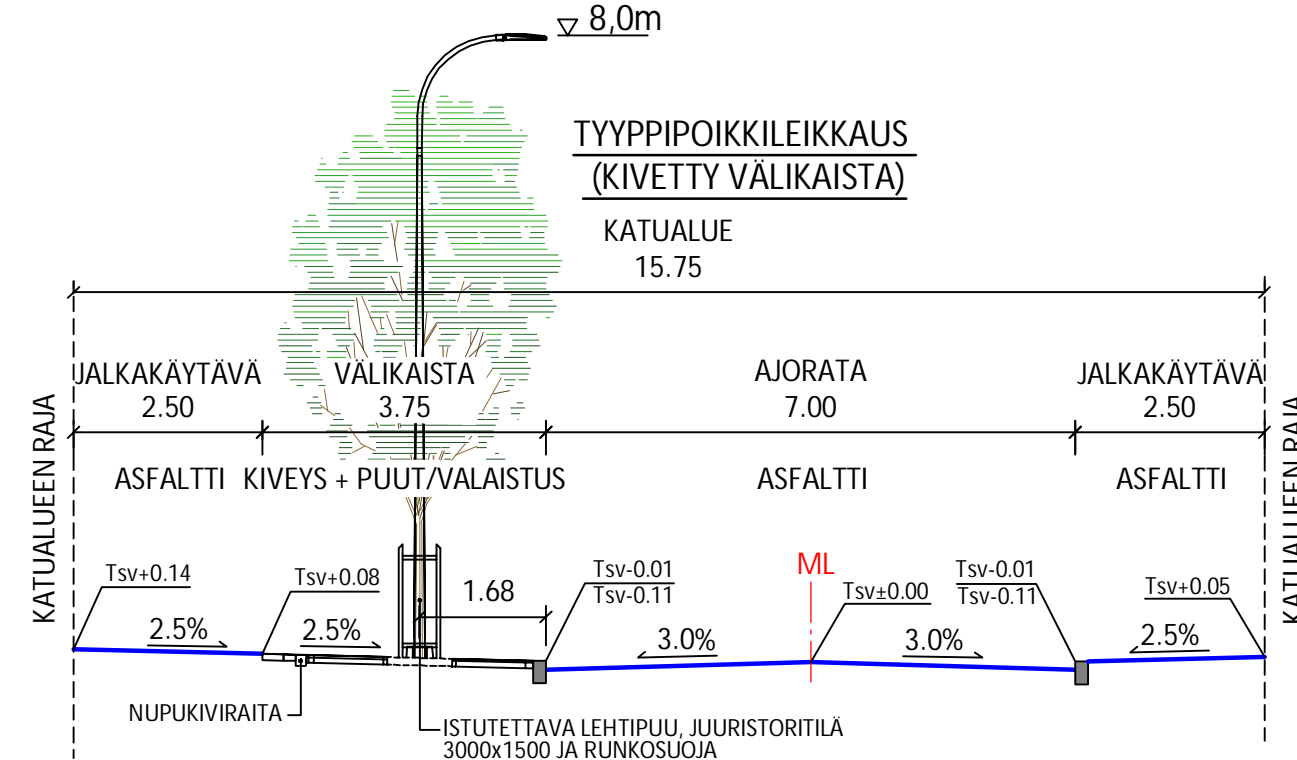 8,0m
TYYPPIPOIKKILEIKKAUS
(KIVETTY VÄLIKAISTA)
KATUALUE
15.75
JALKAKÄYTÄVÄ
2.50
VÄLIKAISTA
3.75
AJORATA
7.00
JALKAKÄYTÄVÄ
2.50
KATUALUEEN RAJA
ASFALTTI
KIVEYS + PUUT/VALAISTUS
ASFALTTI
ASFALTTI
KATUALUEEN RAJA
Tsv+0.14
Tsv+0.08
1.68
Tsv-0.01
Tsv-0.11
ML
Tsv±0.00
Tsv-0.01
Tsv-0.11
Tsv+0.05
2.5%
2.5%
3.0%
3.0%
2.5%
NUPUKIVIRAITA
ISTUTETTAVA LEHTIPUU, JUURISTORITILÄ
3000x1500 JA RUNKOSUOJA